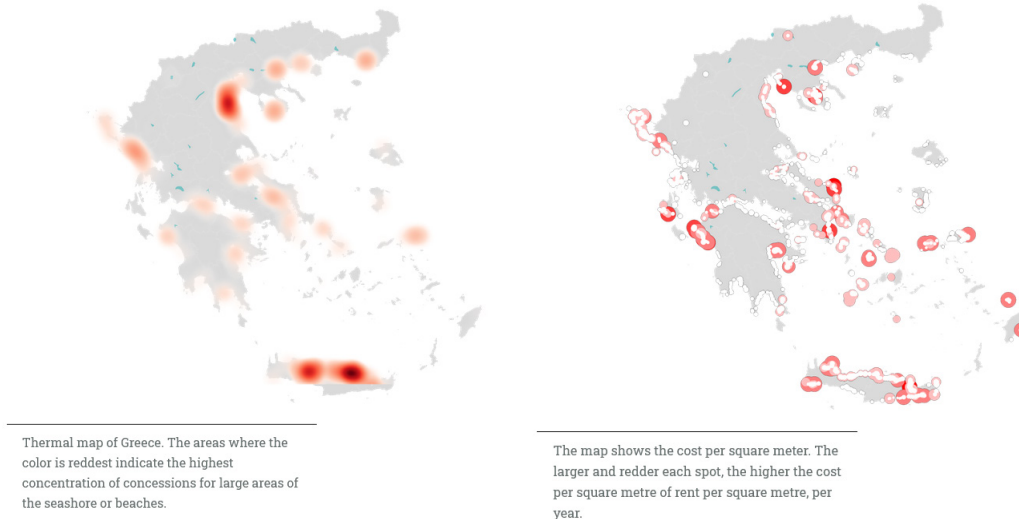 Thermal map of Greece. The areas where the
color is reddest indicate the highest
concentration of concessions for large areas of
the seashore or beaches.
The map shows the cost per square meter. The
larger and redder each spot, the higher the cost
per square metre of rent per square metre, per
year.